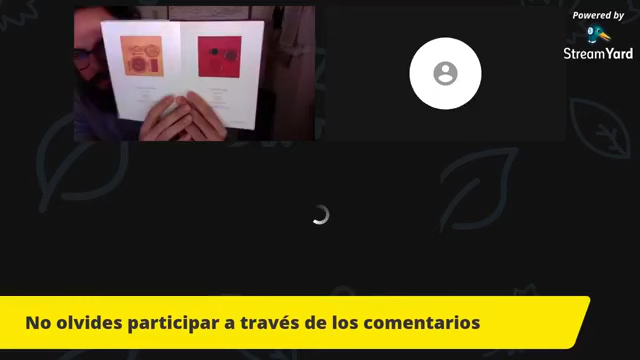 Powered by
StreamYard
No olvides participar a través de los comentarios